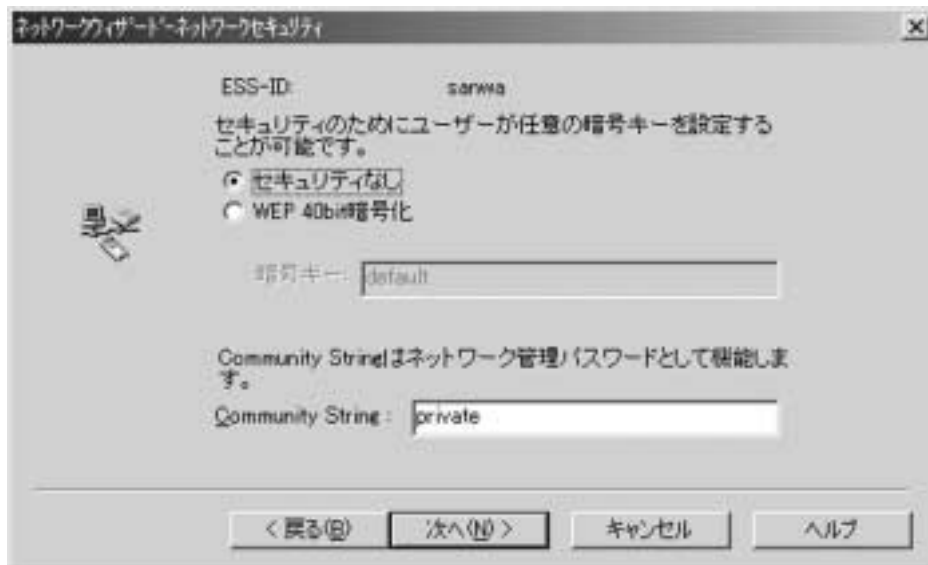 ネットワークウィザード-ネットワークセキュリティ
ESS-ID: sanwa
セキュリティのためにユーザーが任意の暗号キーを設定する
ことが可能です。
セキュリティなし
WEP 40bit暗号化
暗号キー: default
Community Stringはネットワーク管理パスワードとして機能しま
す。
Community String : private
< 戻る(B) 次へ(N) > キャンセル ヘルプ